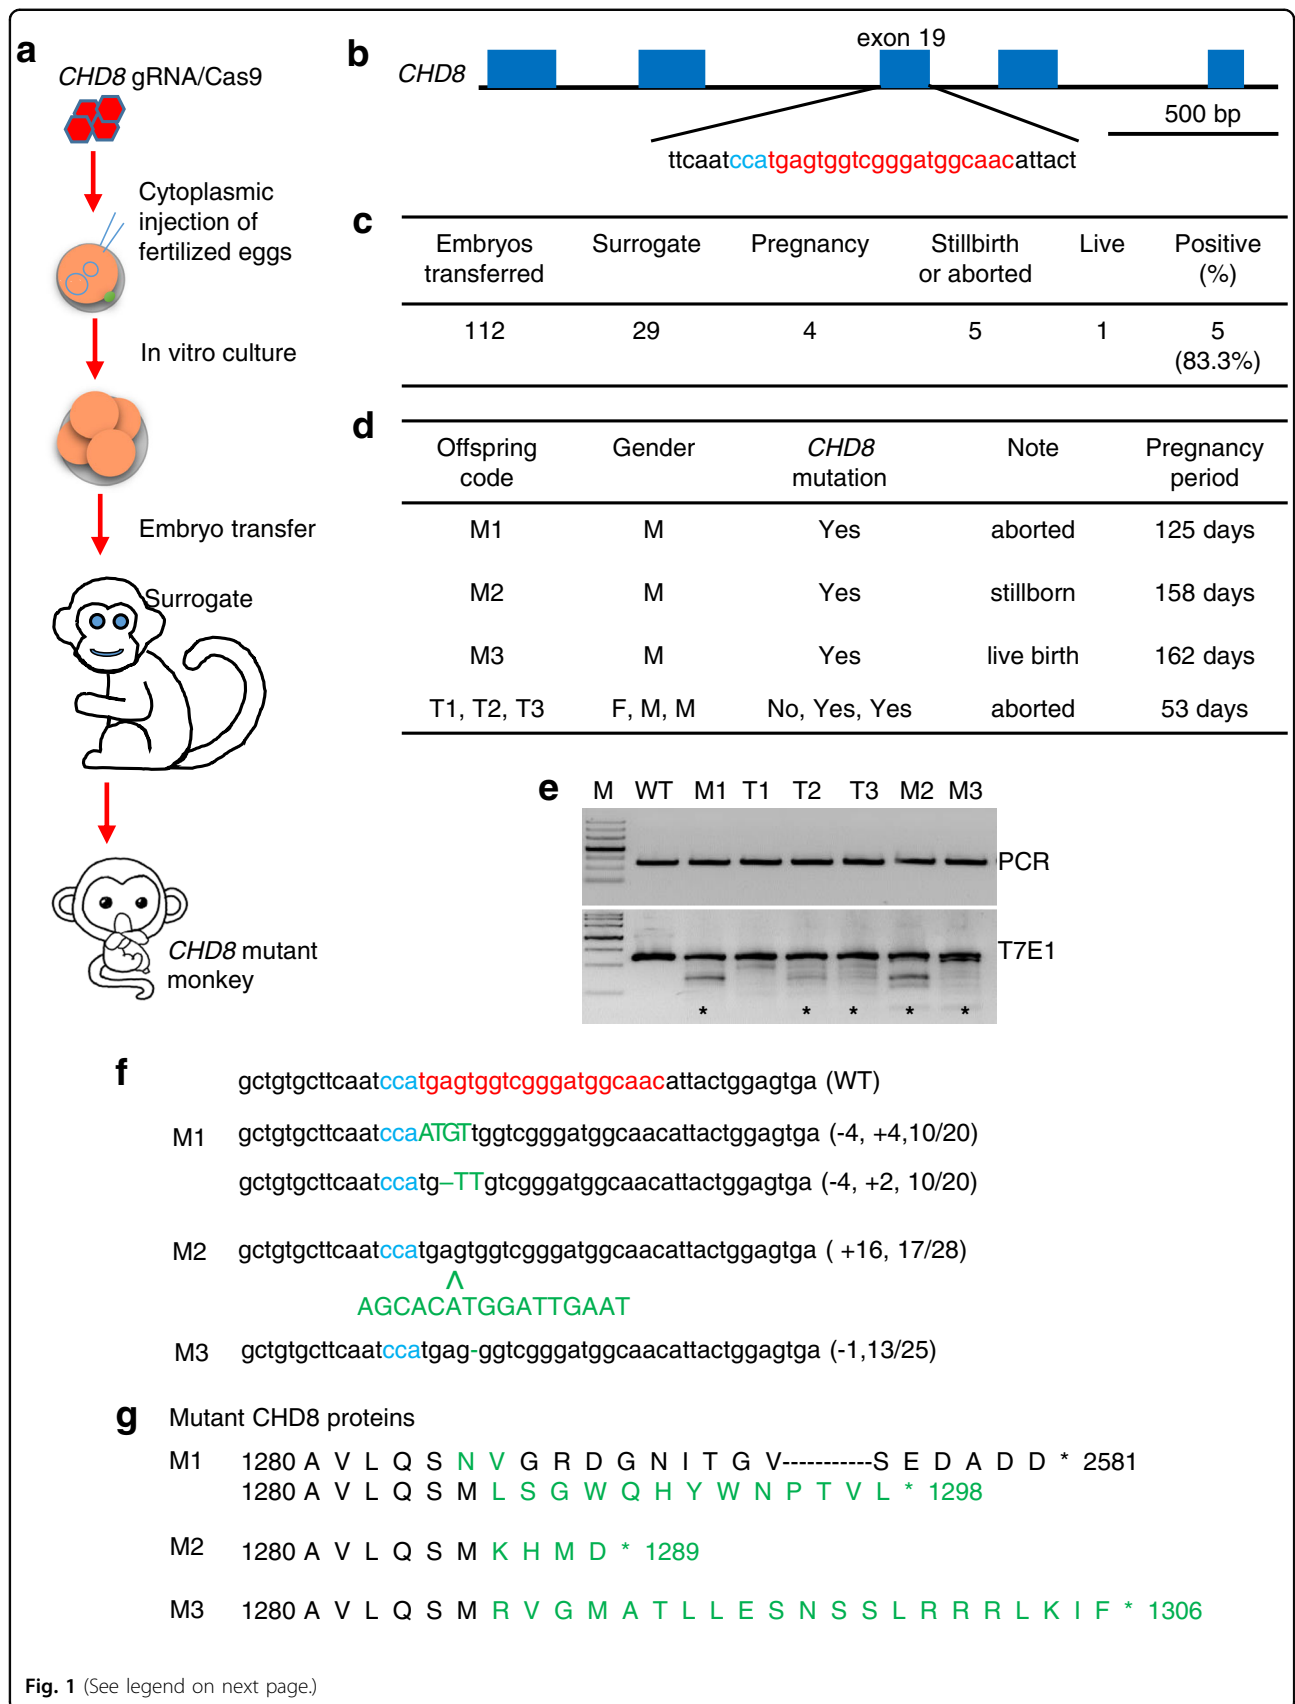 a
CHD8 gRNA/Cas9
Cytoplasmic
injection of
fertilized eggs
In vitro culture
Embryo transfer
Surrogate
CHD8 mutant
monkey
b
exon 19
CHD8
500 bp
ttcaatccatgagtggtcgggatggcaacattact
c
Embryos transferred Surrogate Pregnancy Stillbirth or aborted Live Positive (%)
112 29 4 5 1 5 (83.3%)
d
Offspring code Gender CHD8 mutation Note Pregnancy period
M1 M Yes aborted 125 days
M2 M Yes stillborn 158 days
M3 M Yes live birth 162 days
T1, T2, T3 F, M, M No, Yes, Yes aborted 53 days
e
M WT M1 T1 T2 T3 M2 M3
PCR
T7E1
* * * * *
f
gctgtgcttcaatccatgagtggtcgggatggcaacattactggagtga (WT)
M1 gctgtgcttcaatccaATGTtggtcgggatggcaacattactggagtga (-4, +4,10/20)
gctgtgcttcaatccatg–TTgtcgggatggcaacattactggagtga (-4, +2, 10/20)
M2 gctgtgcttcaatccatgagtggtcgggatggcaacattactggagtga ( +16, 17/28)
^
AGCACATGGATTGAAT
M3 gctgtgcttcaatccatgag-ggtcgggatggcaacattactggagtga (-1,13/25)
g Mutant CHD8 proteins
M1 1280 A V L Q S N V G R D G N I T G V-----------S E D A D D * 2581
1280 A V L Q S M L S G W Q H Y W N P T V L * 1298
M2 1280 A V L Q S M K H M D * 1289
M3 1280 A V L Q S M R V G M A T L L E S N S S L R R R L K I F * 1306
Fig. 1 (See legend on next page.)